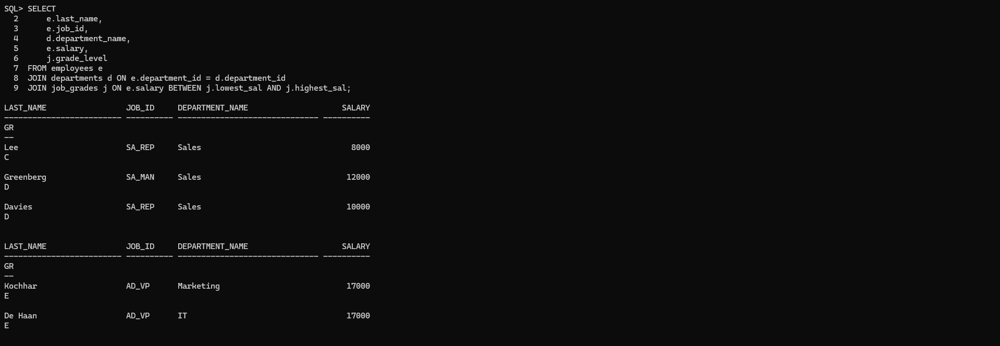 SQL> SELECT
  2      e.last_name,
  3      e.job_id,
  4      d.department_name,
  5      e.salary,
  6      j.grade_level
  7  FROM employees e
  8  JOIN departments d ON e.department_id = d.department_id
  9  JOIN job_grades j ON e.salary BETWEEN j.lowest_sal AND j.highest_sal;
LAST_NAME                 JOB_ID     DEPARTMENT_NAME                    SALARY
------------------------- ---------- ------------------------------ ----------
GR
--
Lee                       SA_REP     Sales                                8000
C
Greenberg                 SA_MAN     Sales                               12000
D
Davies                    SA_REP     Sales                               10000
D
LAST_NAME                 JOB_ID     DEPARTMENT_NAME                    SALARY
------------------------- ---------- ------------------------------ ----------
GR
--
Kochhar                   AD_VP      Marketing                           17000
E
De Haan                   AD_VP      IT                                  17000
E